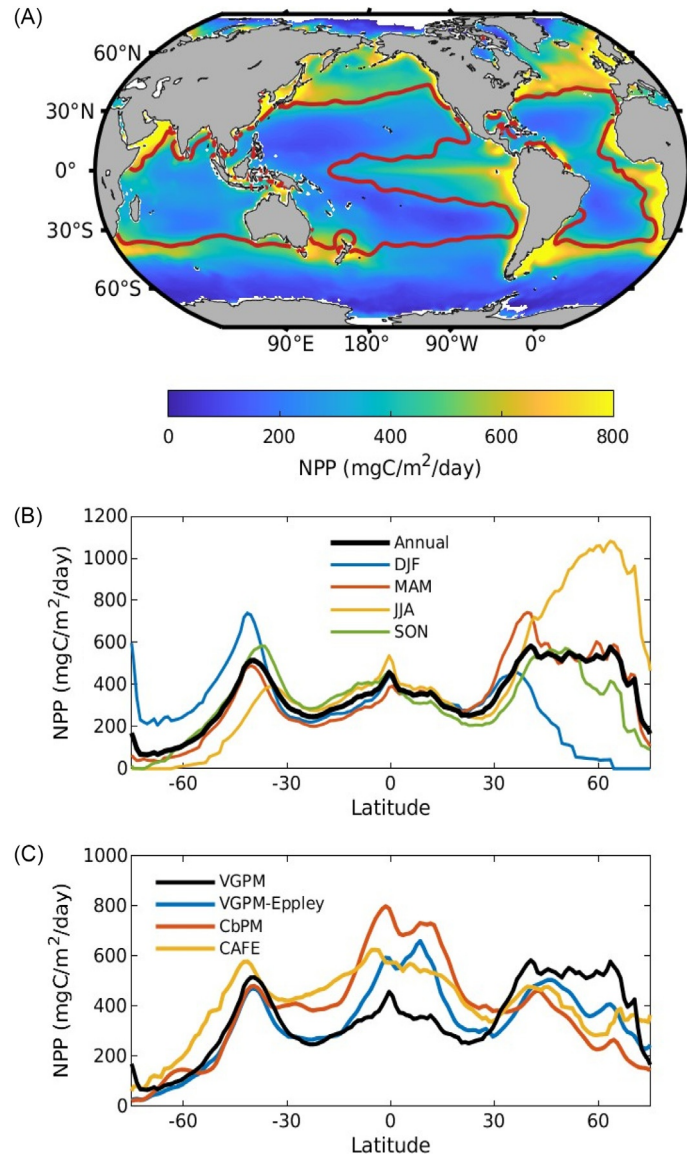 (A)
60°N
30°N
0°
30°S
60°S
90°E 180° 90°W 0°
0 200 400 600 800
NPP (mgC/m²/day)
(B)
1200
1000
800
600
400
200
0
NPP (mgC/m²/day)
Annual
DJF
MAM
JJA
SON
-60 -30 0 30 60
Latitude
(C)
1000
800
600
400
200
0
NPP (mgC/m²/day)
VGPM
VGPM-Eppley
CbPM
CAFE
-60 -30 0 30 60
Latitude